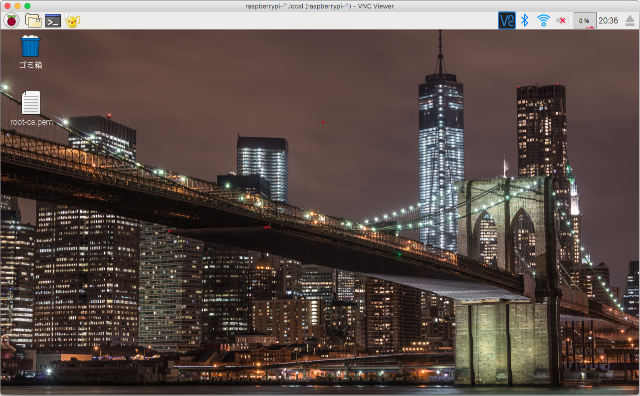 raspberrypi-*.local (raspberrypi-*) - VNC Viewer
0 %
20:36
ゴミ箱
root-ca.pem